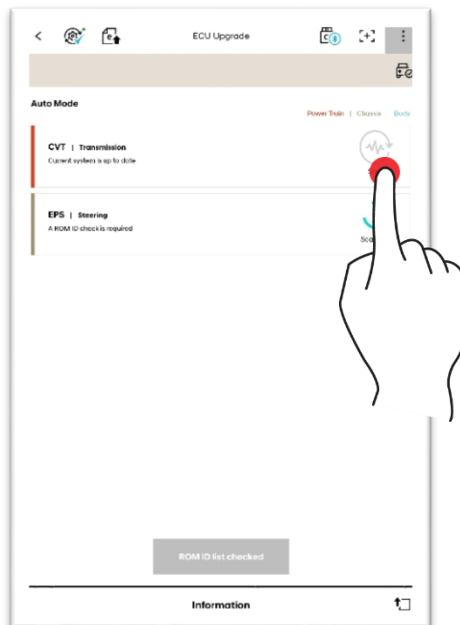 ECU Upgrade
Auto Mode
Power Train | Chassis Body
CVT | Transmission
Current system is up to date
EPS | Steering
A ROM ID check is required
ROM ID list checked
Information